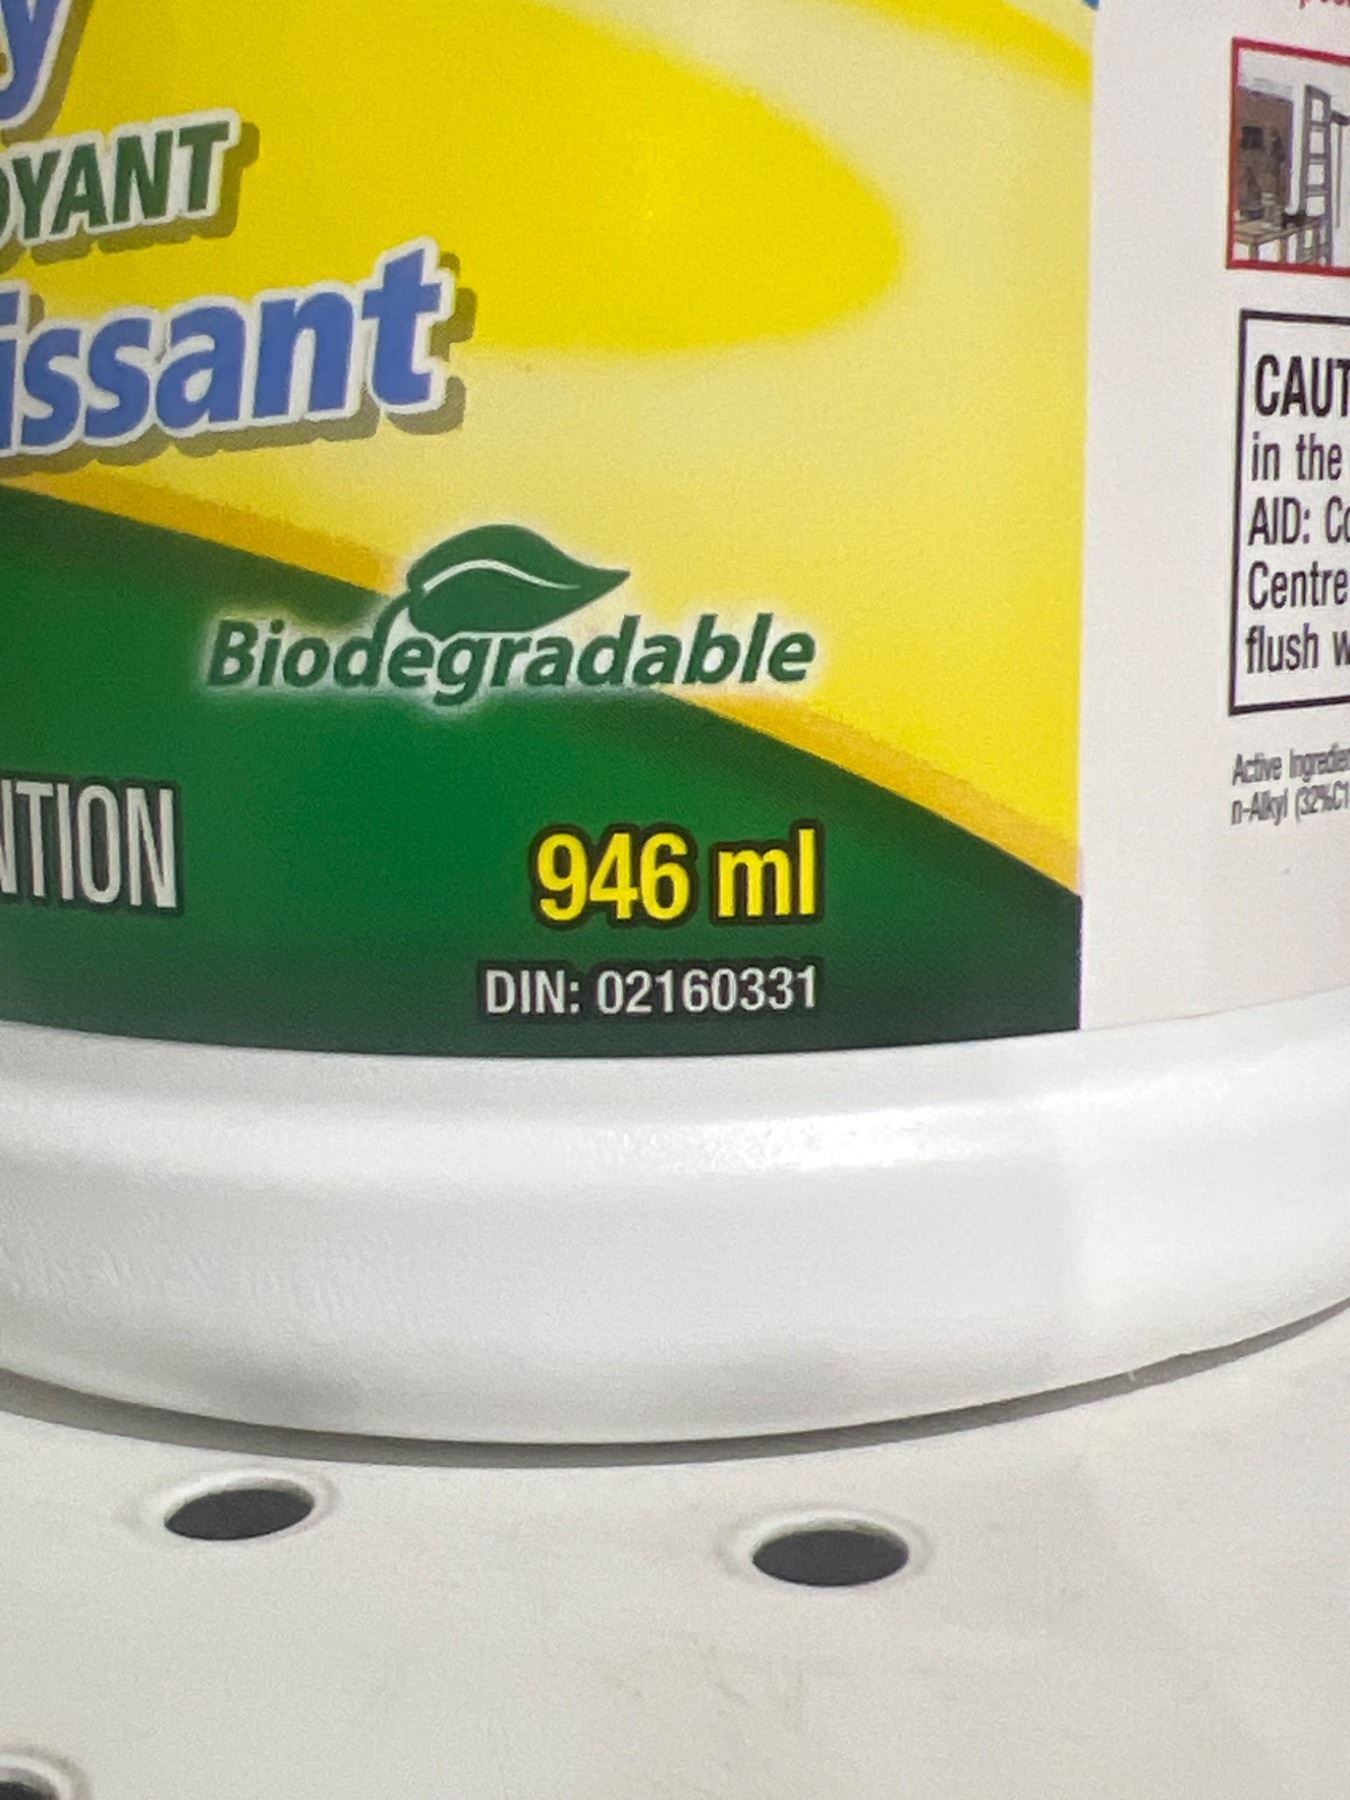 y
OYANT
issant
Biodegradable
NTION
946 ml
DIN: 02160331
CAUT
in the
AID: Co
Centre
flush w
Active Ingredien
n-Alkyl (32%C1